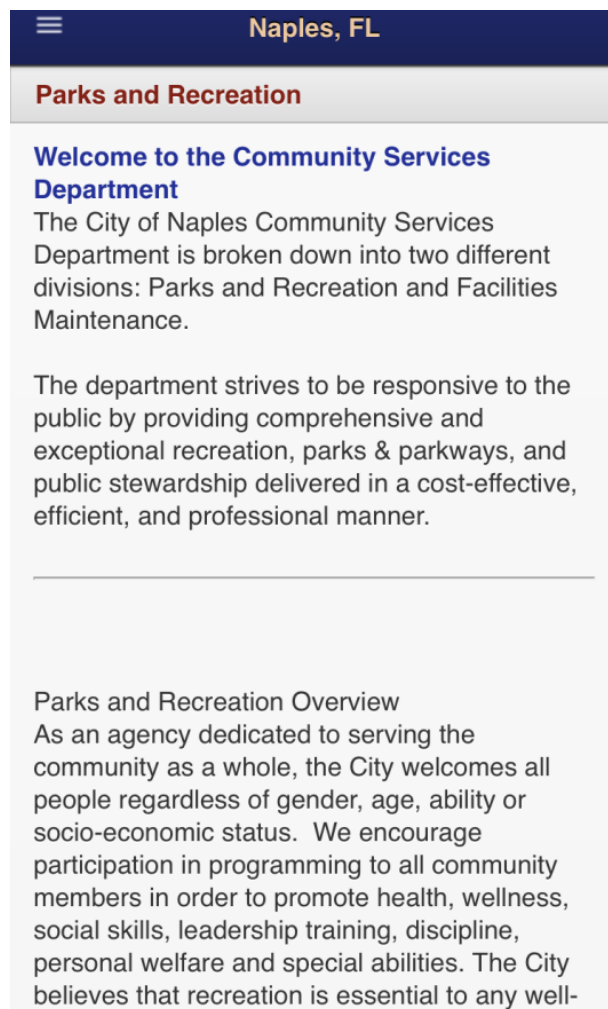 Naples, FL
Parks and Recreation
Welcome to the Community Services
Department
The City of Naples Community Services
Department is broken down into two different
divisions: Parks and Recreation and Facilities
Maintenance.
The department strives to be responsive to the
public by providing comprehensive and
exceptional recreation, parks & parkways, and
public stewardship delivered in a cost-effective,
efficient, and professional manner.
Parks and Recreation Overview
As an agency dedicated to serving the
community as a whole, the City welcomes all
people regardless of gender, age, ability or
socio-economic status.  We encourage
participation in programming to all community
members in order to promote health, wellness,
social skills, leadership training, discipline,
personal welfare and special abilities. The City
believes that recreation is essential to any well-